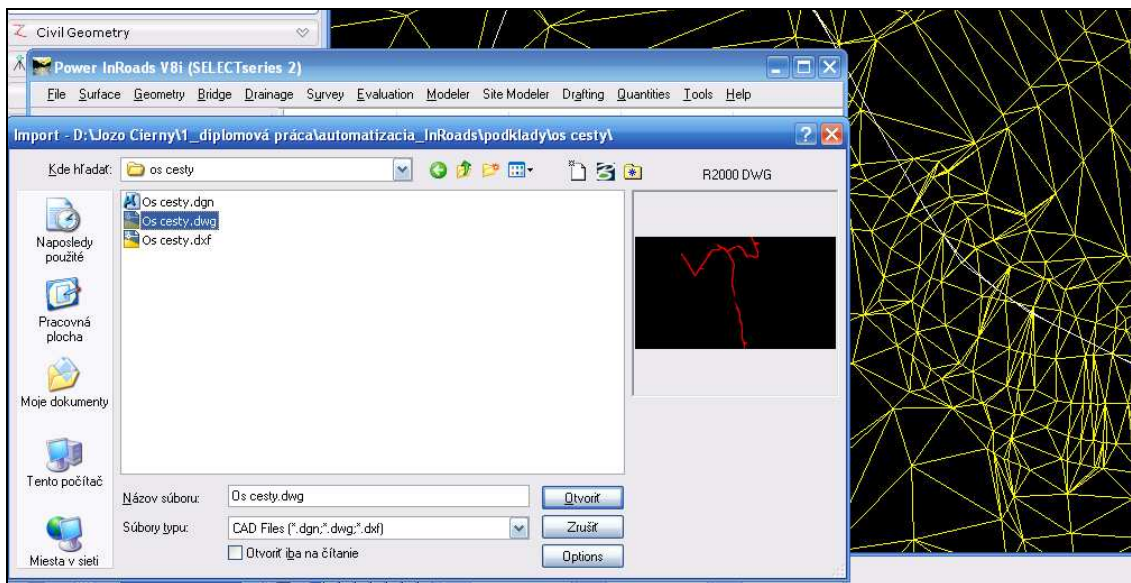 Civil Geometry
Power InRoads V8i (SELECTseries 2)
File Surface Geometry Bridge Drainage Survey Evaluation Modeler Site Modeler Drafting Quantities Tools Help
Import - D:\Jozo Cierny\1_diplomová práca\automatizacia_InRoads\podklady\os cesty\
Kde hľadať: os cesty
R2000 DWG
Os cesty.dgn
Os cesty.dwg
Os cesty.dxf
Naposledy
použité
Pracovná
plocha
Moje dokumenty
Tento počítač
Miesta v sieti
Názov súboru: Os cesty.dwg Otvoriť
Súbory typu: CAD Files (*.dgn;*.dwg;*.dxf) Zrušiť
Otvoriť iba na čítanie Options